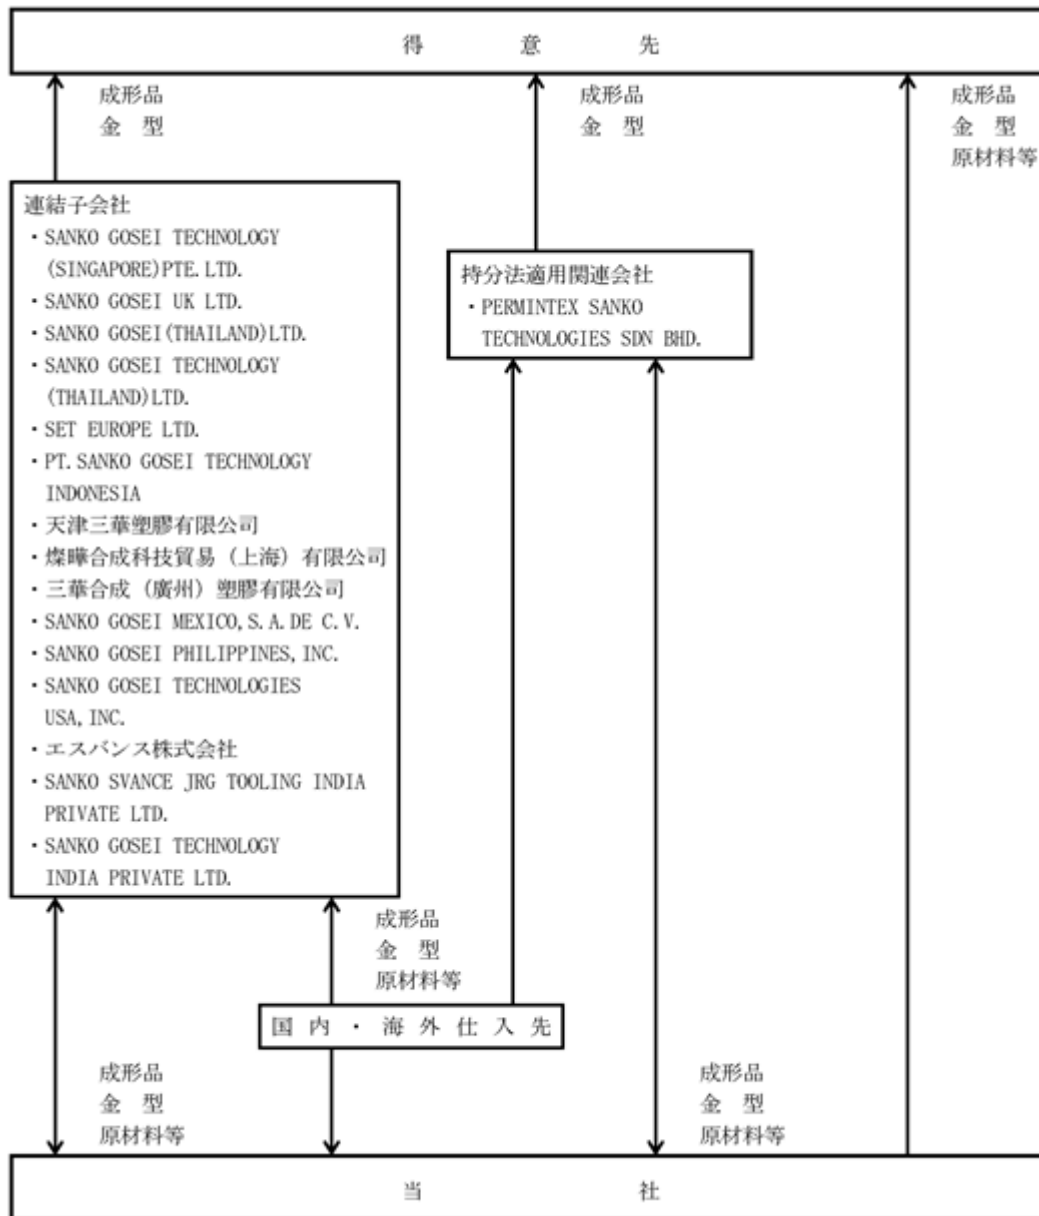 得意先
成形品
金型
成形品
金型
成形品
金型
原材料等
連結子会社
・SANKO GOSEI TECHNOLOGY
(SINGAPORE)PTE.LTD.
・SANKO GOSEI UK LTD.
・SANKO GOSEI(THAILAND)LTD.
・SANKO GOSEI TECHNOLOGY
(THAILAND)LTD.
・SET EUROPE LTD.
・PT.SANKO GOSEI TECHNOLOGY
INDONESIA
・天津三華塑膠有限公司
・燦曄合成科技貿易（上海）有限公司
・三華合成（廣州）塑膠有限公司
・SANKO GOSEI MEXICO,S.A.DE C.V.
・SANKO GOSEI PHILIPPINES,INC.
・SANKO GOSEI TECHNOLOGIES
USA,INC.
・エスバンス株式会社
・SANKO SVANCE JRG TOOLING INDIA
PRIVATE LTD.
・SANKO GOSEI TECHNOLOGY
INDIA PRIVATE LTD.
持分法適用関連会社
・PERMINTEX SANKO
TECHNOLOGIES SDN BHD.
成形品
金型
原材料等
国内・海外仕入先
成形品
金型
原材料等
成形品
金型
原材料等
当社